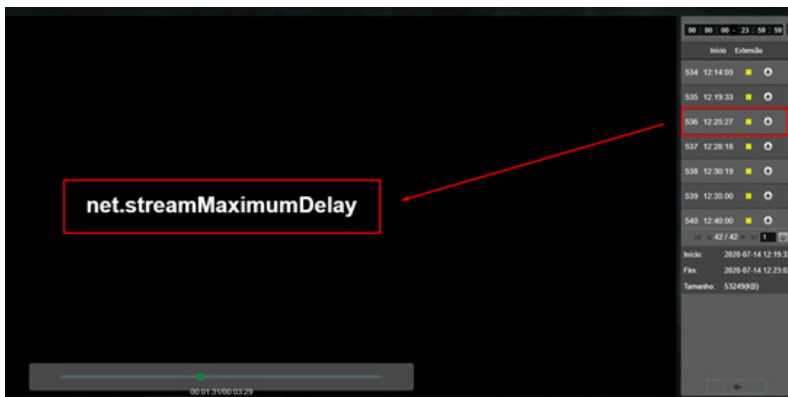 00 : 00 : 00 - 23 : 59 : 59
Início Extensão
534 12:14:03
535 12:19:33
536 12:25:27
537 12:28:18
538 12:30:19
539 12:35:00
540 12:40:00
42 / 42 1
net.streamMaximumDelay
Início: 2020-07-14 12:19:3
Fim: 2020-07-14 12:23:0
Tamanho: 53249(KB)
00:01:31/00:03:29